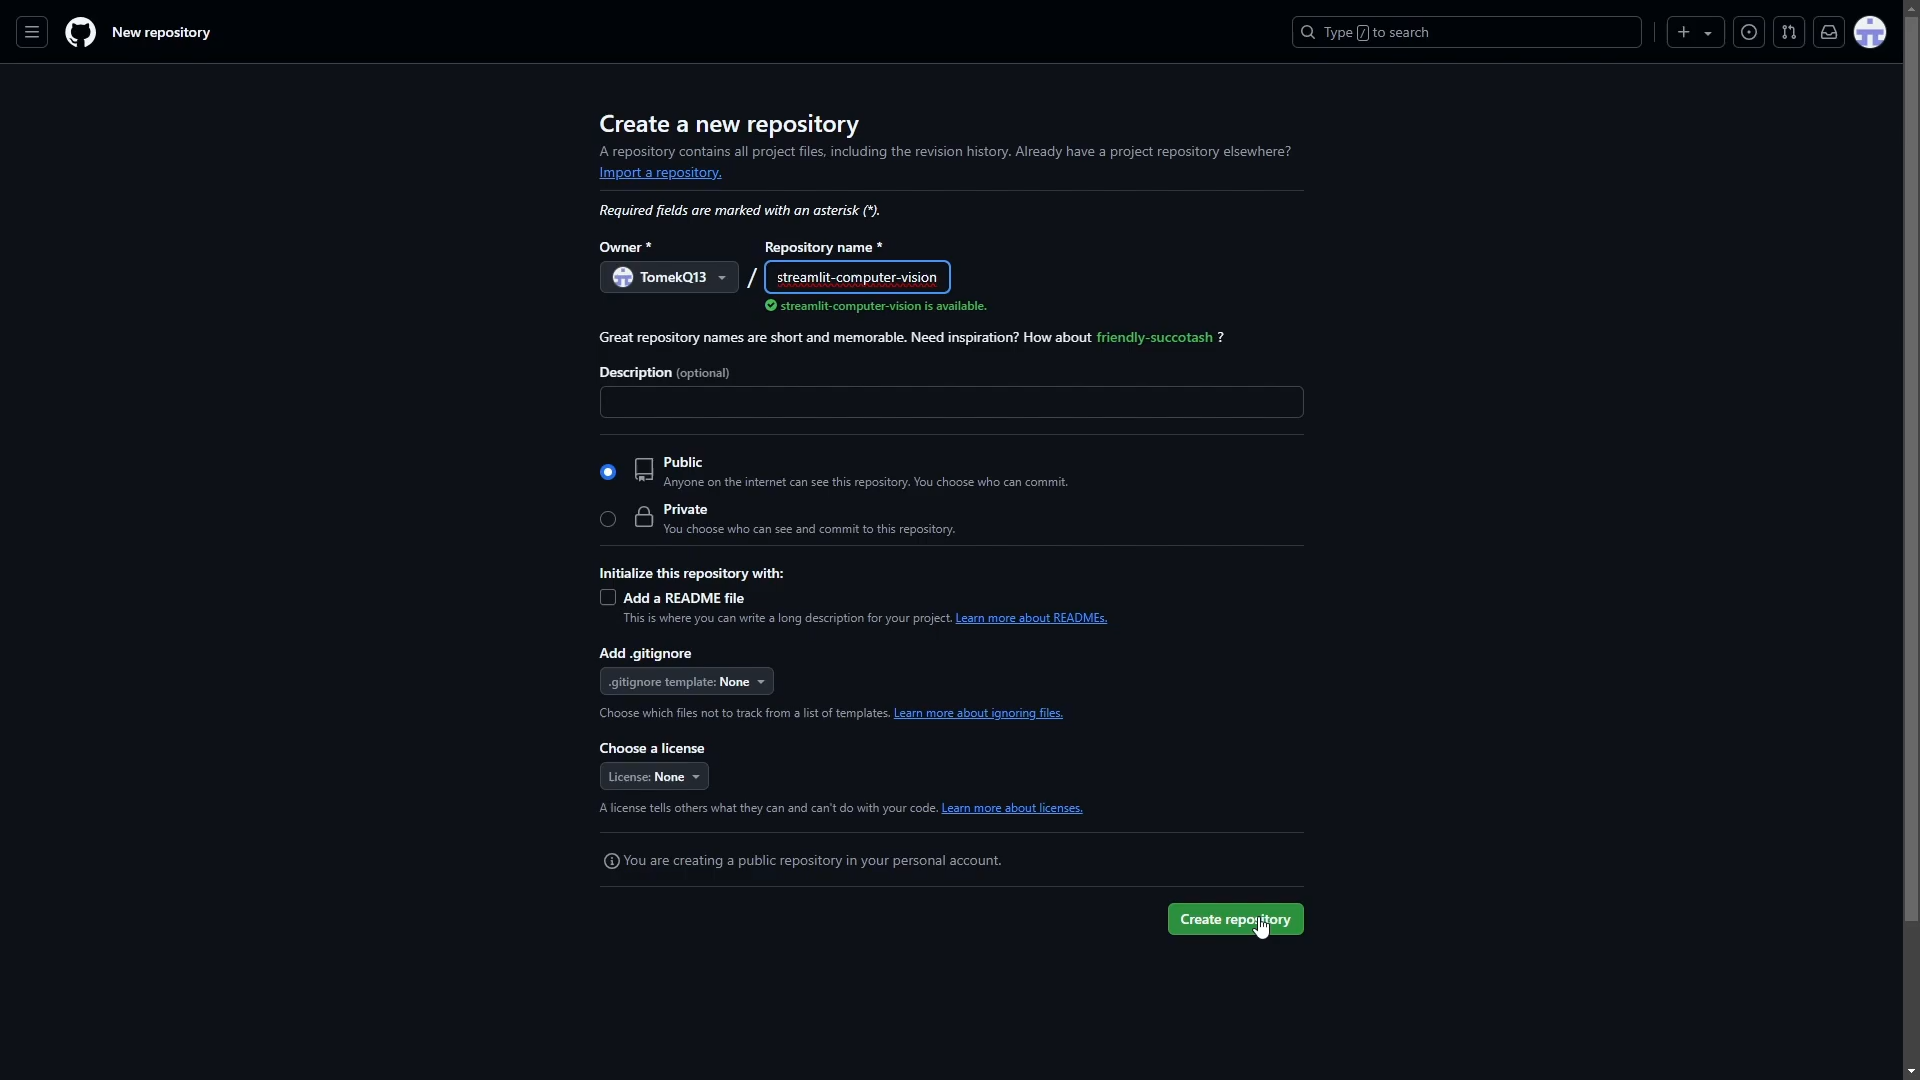 New repository
Type / to search
Create a new repository
A repository contains all project files, including the revision history. Already have a project repository elsewhere?
Import a repository.
Required fields are marked with an asterisk (*).
Owner * Repository name *
TomekQ13 / streamlit-computer-vision
streamlit-computer-vision is available.
Great repository names are short and memorable. Need inspiration? How about friendly-succotash ?
Description (optional)
Public
Anyone on the internet can see this repository. You choose who can commit.
Private
You choose who can see and commit to this repository.
Initialize this repository with:
Add a README file
This is where you can write a long description for your project. Learn more about READMEs.
Add .gitignore
.gitignore template: None
Choose which files not to track from a list of templates. Learn more about ignoring files.
Choose a license
License: None
A license tells others what they can and can't do with your code. Learn more about licenses.
You are creating a public repository in your personal account.
Create repository